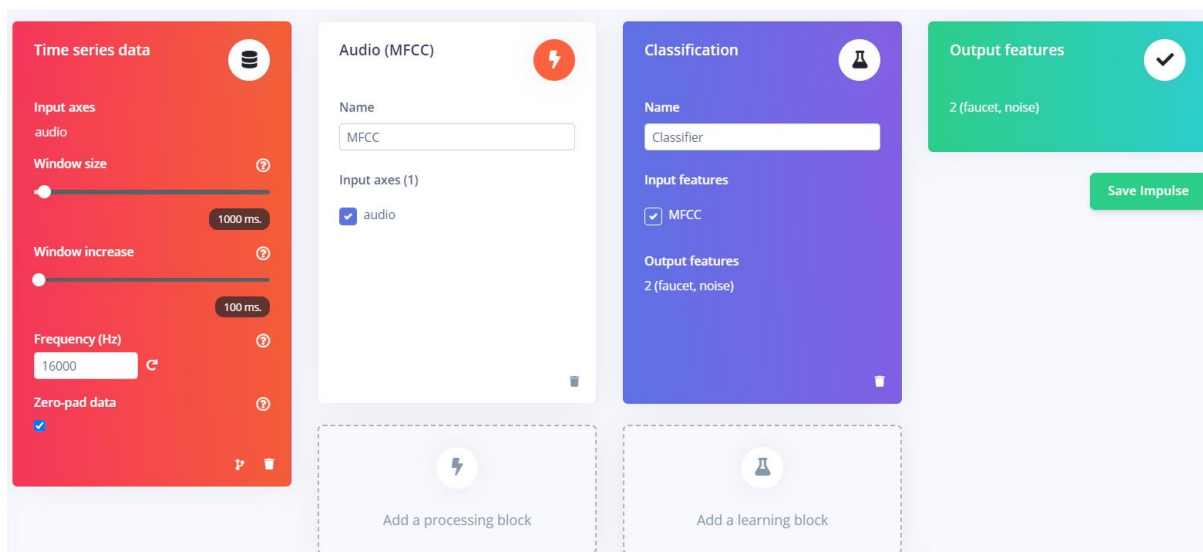 Time series data
Input axes
audio
Window size
1000 ms.
Window increase
100 ms.
Frequency (Hz)
16000
Zero-pad data
Audio (MFCC)
Name
MFCC
Input axes (1)
audio
Add a processing block
Classification
Name
Classifier
Input features
MFCC
Output features
2 (faucet, noise)
Add a learning block
Output features
2 (faucet, noise)
Save Impulse